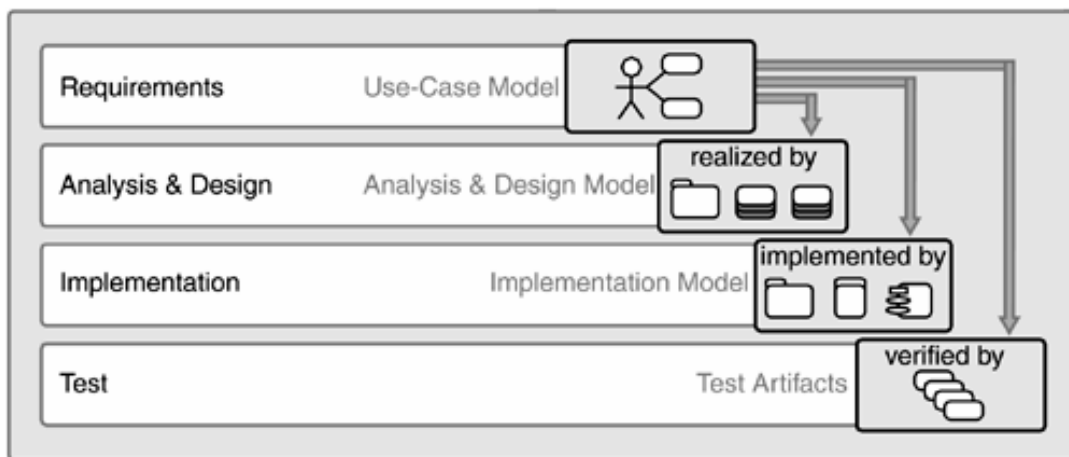 Requirements Use-Case Model
realized by
Analysis & Design Analysis & Design Model
implemented by
Implementation Implementation Model
verified by
Test Test Artifacts